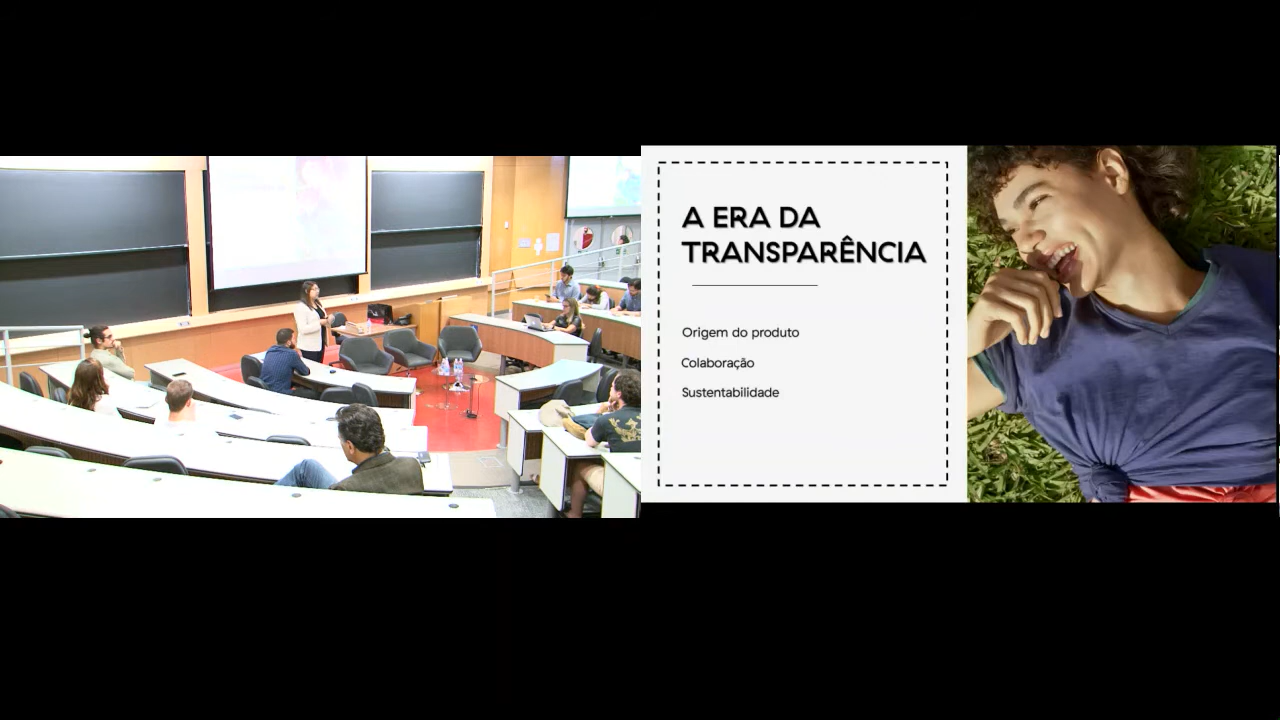 A ERA DA
TRANSPARÊNCIA
Origem do produto
Colaboração
Sustentabilidade